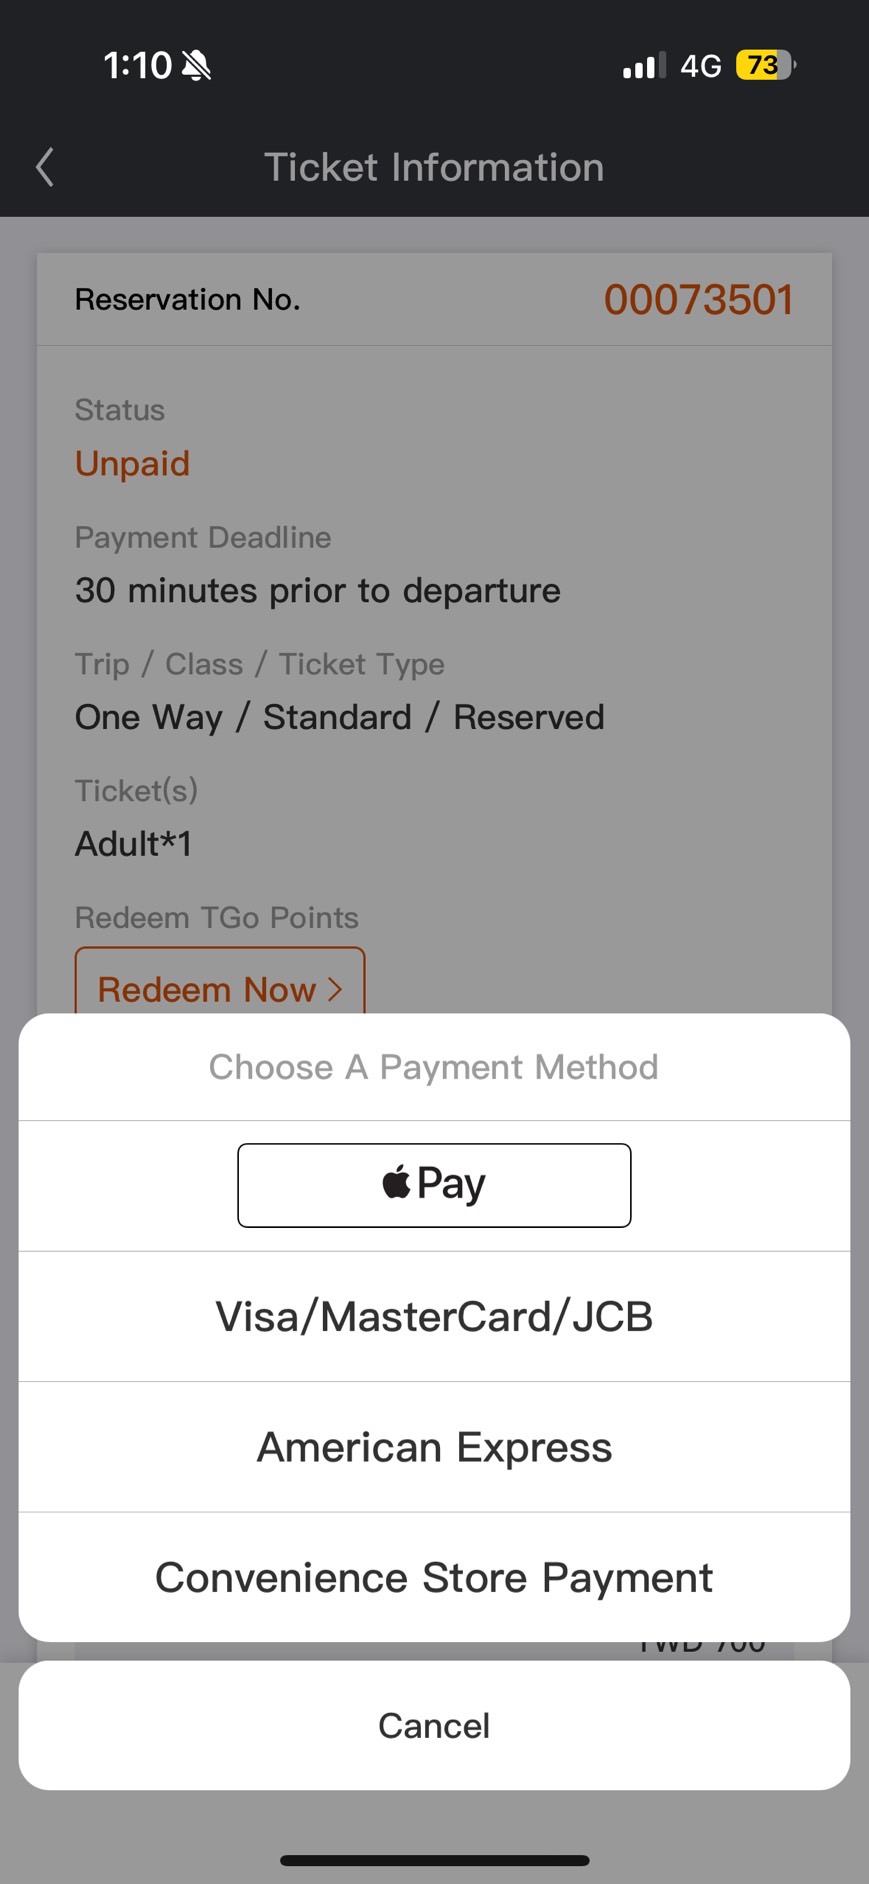 1:10 4G 73
Ticket Information
Reservation No. 00073501
Status
Unpaid
Payment Deadline
30 minutes prior to departure
Trip / Class / Ticket Type
One Way / Standard / Reserved
Ticket(s)
Adult*1
Redeem TGo Points
Redeem Now >
Choose A Payment Method
Pay
Visa/MasterCard/JCB
American Express
Convenience Store Payment
TWD 700
Cancel